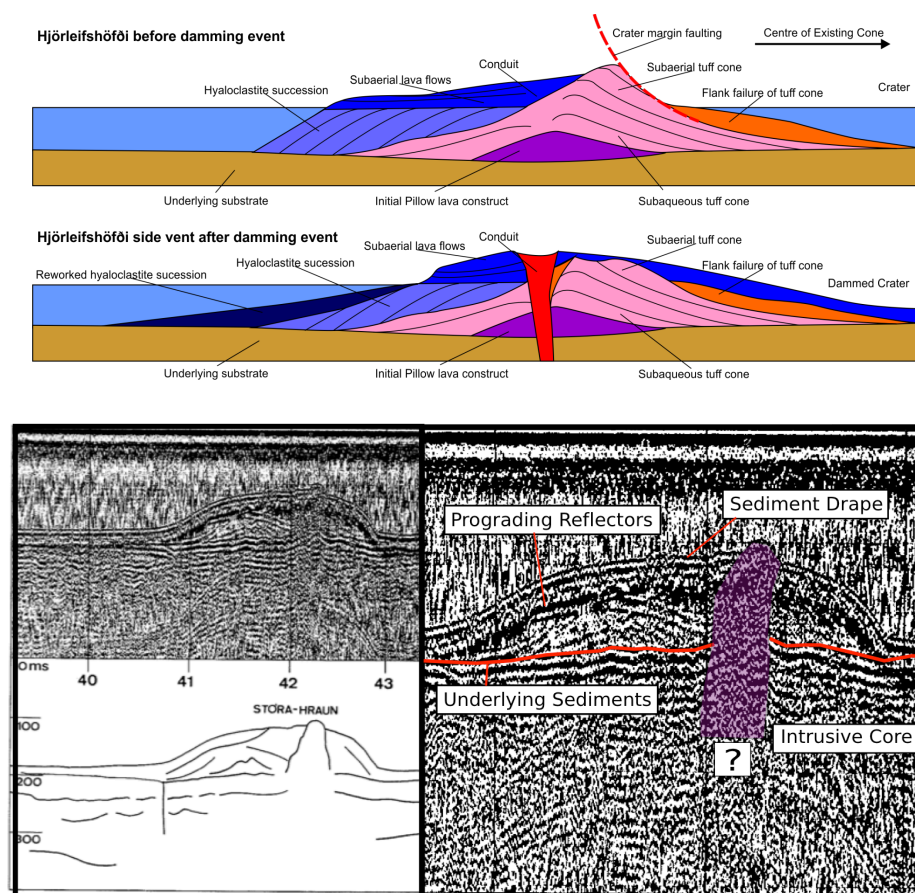 Hjörleifshöfði before damming event
Crater margin faulting
Centre of Existing Cone
Conduit
Subaerial tuff cone
Subaerial lava flows
Hyaloclastite succession
Flank failure of tuff cone
Crater
Underlying substrate
Initial Pillow lava construct
Subaqueous tuff cone
Hjörleifshöfði side vent after damming event
Subaerial lava flows
Conduit
Subaerial tuff cone
Hyaloclastite succession
Reworked hyaloclastite sucession
Flank failure of tuff cone
Dammed Crater
Underlying substrate
Initial Pillow lava construct
Subaqueous tuff cone
Sediment Drape
Prograding Reflectors
Underlying Sediments
Intrusive Core
?
0ms
40 41 42 43
STÓRA-HRAUN
100
200
300